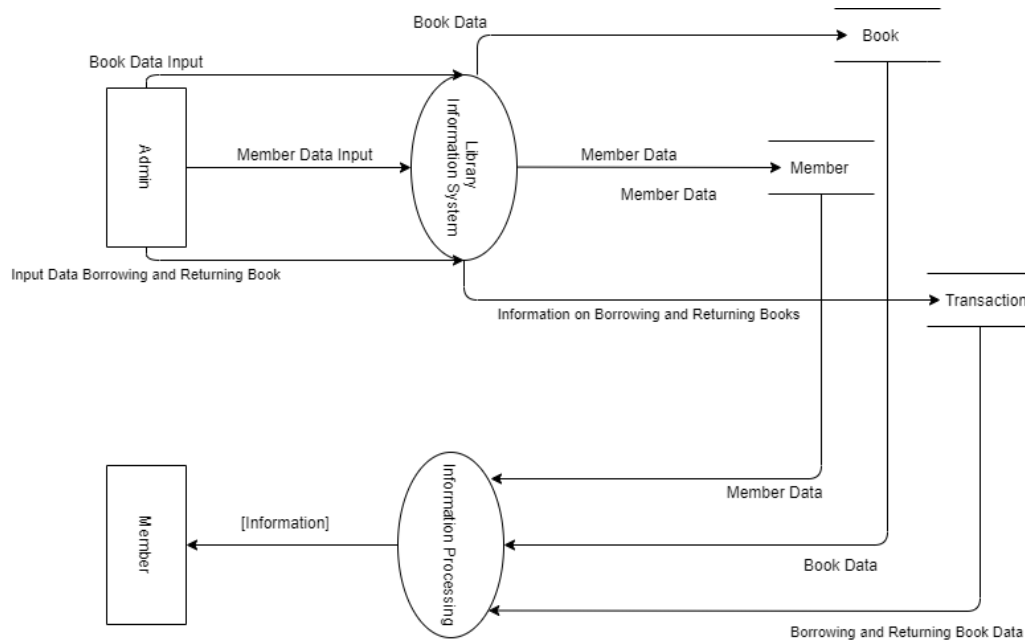 Book Data
Book
Book Data Input
Admin
Library
Information System
Member Data Input
Member Data
Member
Member Data
Input Data Borrowing and Returning Book
Transaction
Information on Borrowing and Returning Books
Member Data
Member
[Information]
Information Processing
Book Data
Borrowing and Returning Book Data